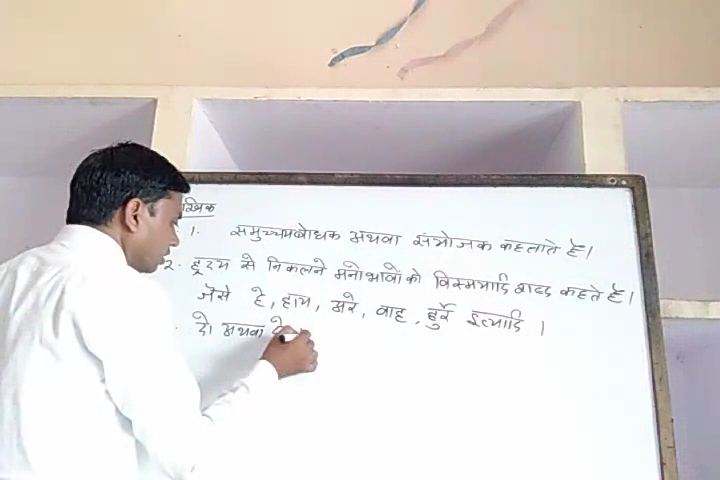 1. समुच्चयबोधक अथवा संयोजक कहलाते हैं।
2. हृदय से निकलने मनोभावों को विस्मयादि शब्द कहते हैं।
जैसे हे, हाय, अरे, वाह, हुर्रे इत्यादि ।
दो अथवा